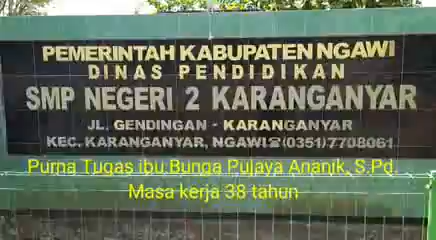 PEMERINTAH KABUPATEN NGAWI
DINAS PENDIDIKAN
SMP NEGERI 2 KARANGANYAR
JL. GENDINGAN - KARANGANYAR
KEC. KARANGANYAR, NGAWI☎(0351)7708061
Purna Tugas ibu Bunga Pujaya Ananik, S.Pd
Masa kerja 38 tahun